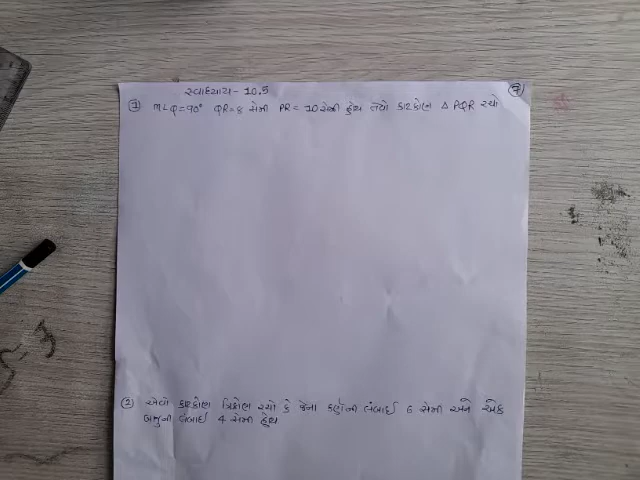 સ્વાધ્યાય - 10.5
૭
① m∠Q=90° QR=8 સેમી PR= 10 સેમી હોય તેવો કાટકોણ △ PQR રચો
② એવો કાટકોણ ત્રિકોણ રચો કે જેના કર્ણની લંબાઈ 6 સેમી અને એક
બાજુની લંબાઈ 4 સેમી હોય